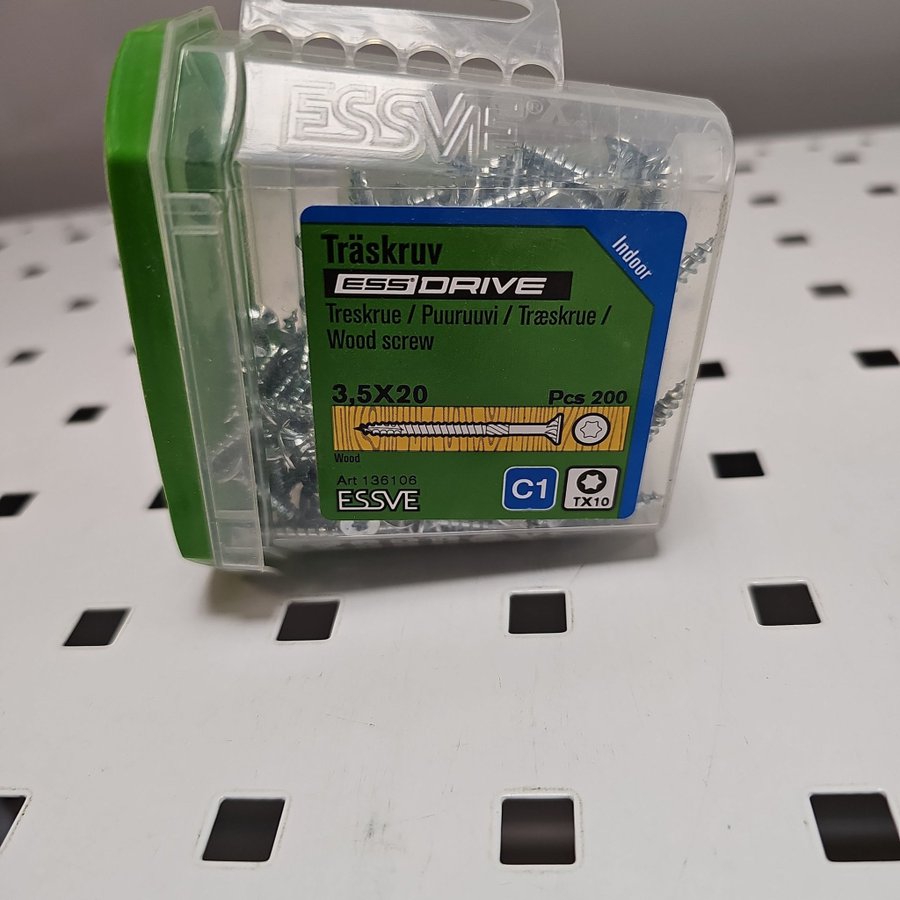 ESSVE
Träskruv
Indoor
ESS® DRIVE
Treskrue / Puuruuvi / Træskrue /
Wood screw
3,5X20
Pcs 200
Wood
Art 136106
ESSVE
C1
TX10